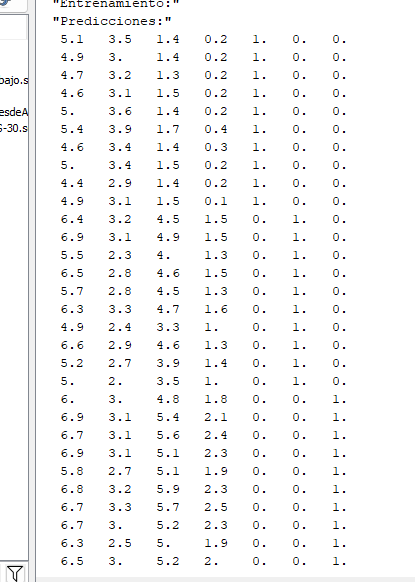 "Entrenamiento:"
"Predicciones:"
5.1 3.5 1.4 0.2 1. 0. 0.
4.9 3. 1.4 0.2 1. 0. 0.
4.7 3.2 1.3 0.2 1. 0. 0.
bajo.s 4.6 3.1 1.5 0.2 1. 0. 0.
5. 3.6 1.4 0.2 1. 0. 0.
esdeA 5.4 3.9 1.7 0.4 1. 0. 0.
G-30.s 4.6 3.4 1.4 0.3 1. 0. 0.
5. 3.4 1.5 0.2 1. 0. 0.
4.4 2.9 1.4 0.2 1. 0. 0.
4.9 3.1 1.5 0.1 1. 0. 0.
6.4 3.2 4.5 1.5 0. 1. 0.
6.9 3.1 4.9 1.5 0. 1. 0.
5.5 2.3 4. 1.3 0. 1. 0.
6.5 2.8 4.6 1.5 0. 1. 0.
5.7 2.8 4.5 1.3 0. 1. 0.
6.3 3.3 4.7 1.6 0. 1. 0.
4.9 2.4 3.3 1. 0. 1. 0.
6.6 2.9 4.6 1.3 0. 1. 0.
5.2 2.7 3.9 1.4 0. 1. 0.
5. 2. 3.5 1. 0. 1. 0.
6. 3. 4.8 1.8 0. 0. 1.
6.9 3.1 5.4 2.1 0. 0. 1.
6.7 3.1 5.6 2.4 0. 0. 1.
6.9 3.1 5.1 2.3 0. 0. 1.
5.8 2.7 5.1 1.9 0. 0. 1.
6.8 3.2 5.9 2.3 0. 0. 1.
6.7 3.3 5.7 2.5 0. 0. 1.
6.7 3. 5.2 2.3 0. 0. 1.
6.3 2.5 5. 1.9 0. 0. 1.
6.5 3. 5.2 2. 0. 0. 1.